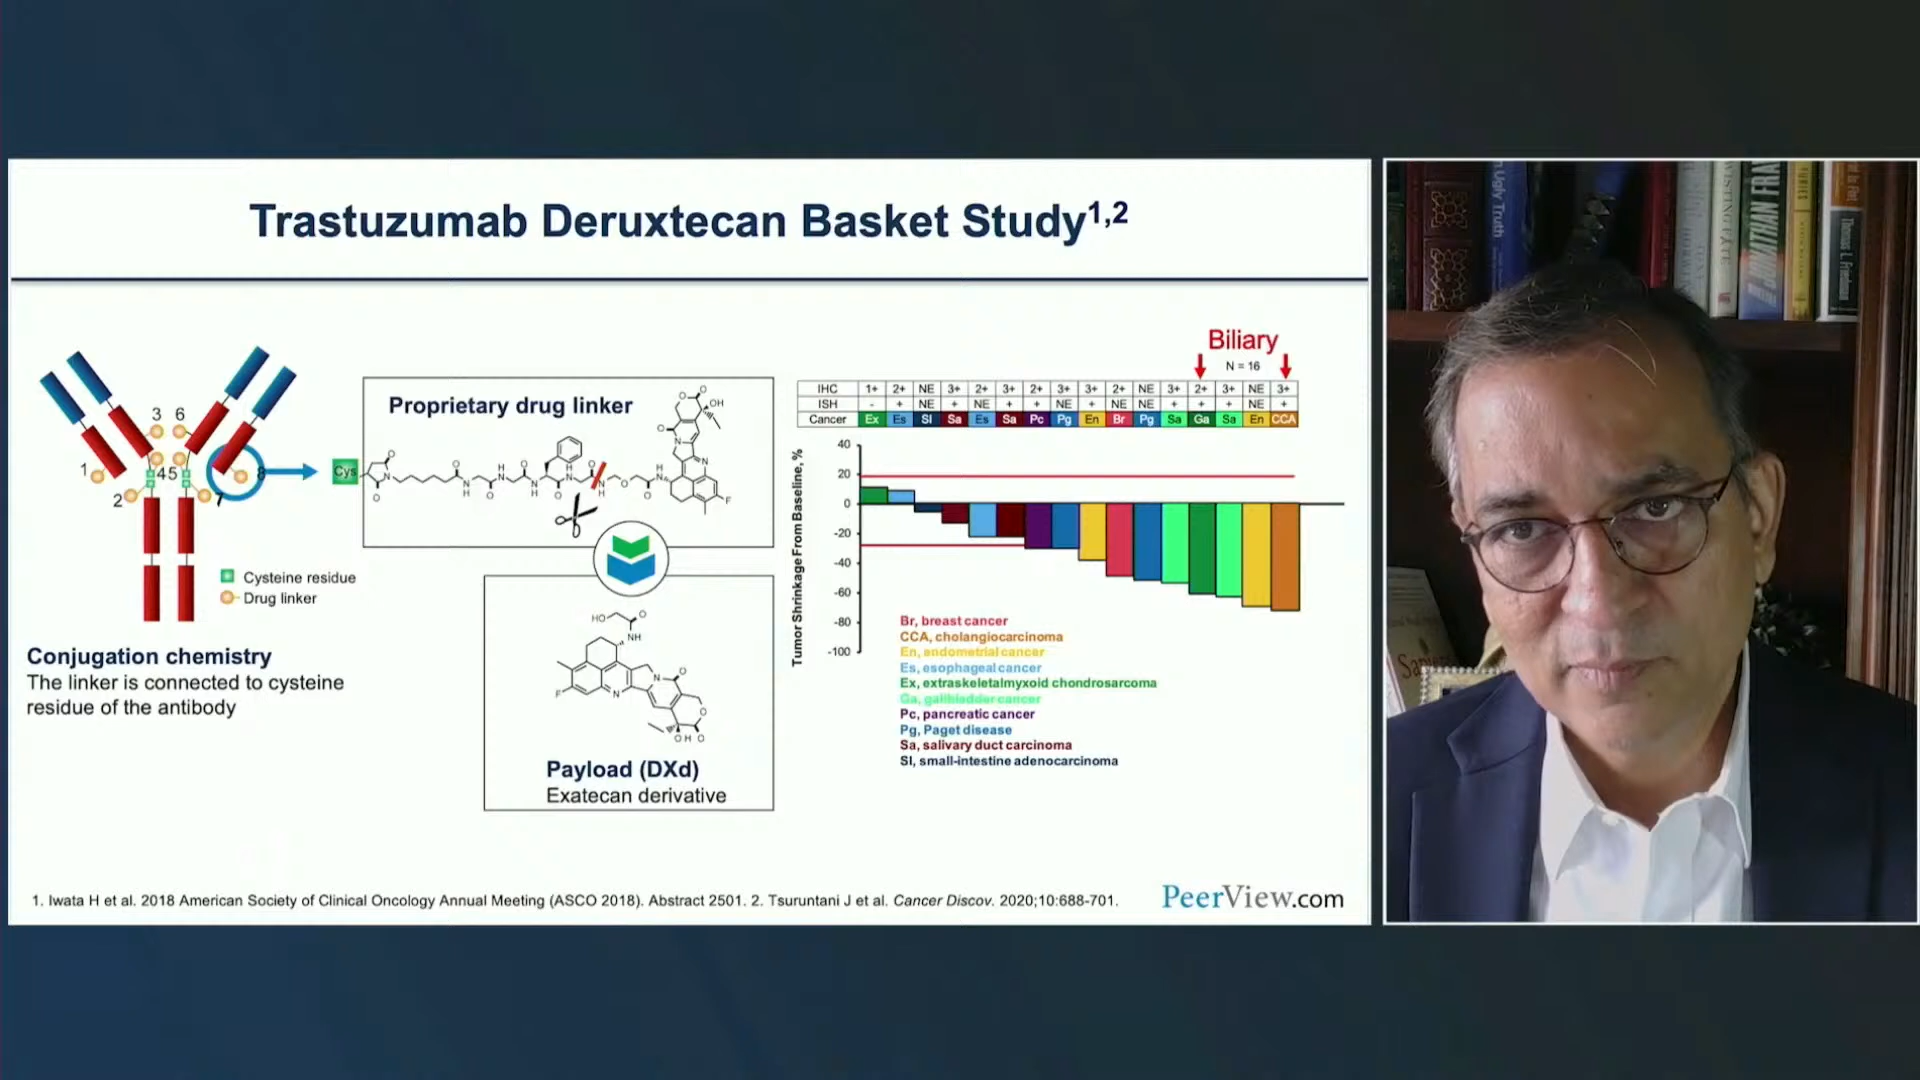 Trastuzumab Deruxtecan Basket Study1,2
3 6
1
45
8
2
7
Cysteine residue
Drug linker
Conjugation chemistry
The linker is connected to cysteine
residue of the antibody
Proprietary drug linker
Cys
Payload (DXd)
Exatecan derivative
Biliary
N = 16
IHC 1+ 2+ NE 3+ 2+ 3+ 2+ 3+ 3+ 2+ NE 3+ 2+ 3+ NE 3+
ISH - + NE + NE + + NE + NE NE + + + NE +
Cancer Ex Es SI Sa Es Sa Pc Pg En Br Pg Sa Ga Sa En CCA
Tumor Shrinkage From Baseline, %
40
20
0
-20
-40
-60
-80
-100
Br, breast cancer
CCA, cholangiocarcinoma
En, endometrial cancer
Es, esophageal cancer
Ex, extraskeletalmyxoid chondrosarcoma
Ga, gallbladder cancer
Pc, pancreatic cancer
Pg, Paget disease
Sa, salivary duct carcinoma
SI, small-intestine adenocarcinoma
1. Iwata H et al. 2018 American Society of Clinical Oncology Annual Meeting (ASCO 2018). Abstract 2501. 2. Tsuruntani J et al. Cancer Discov. 2020;10:688-701.
PeerView.com
Ugly Truth
Thomas L. Friedman